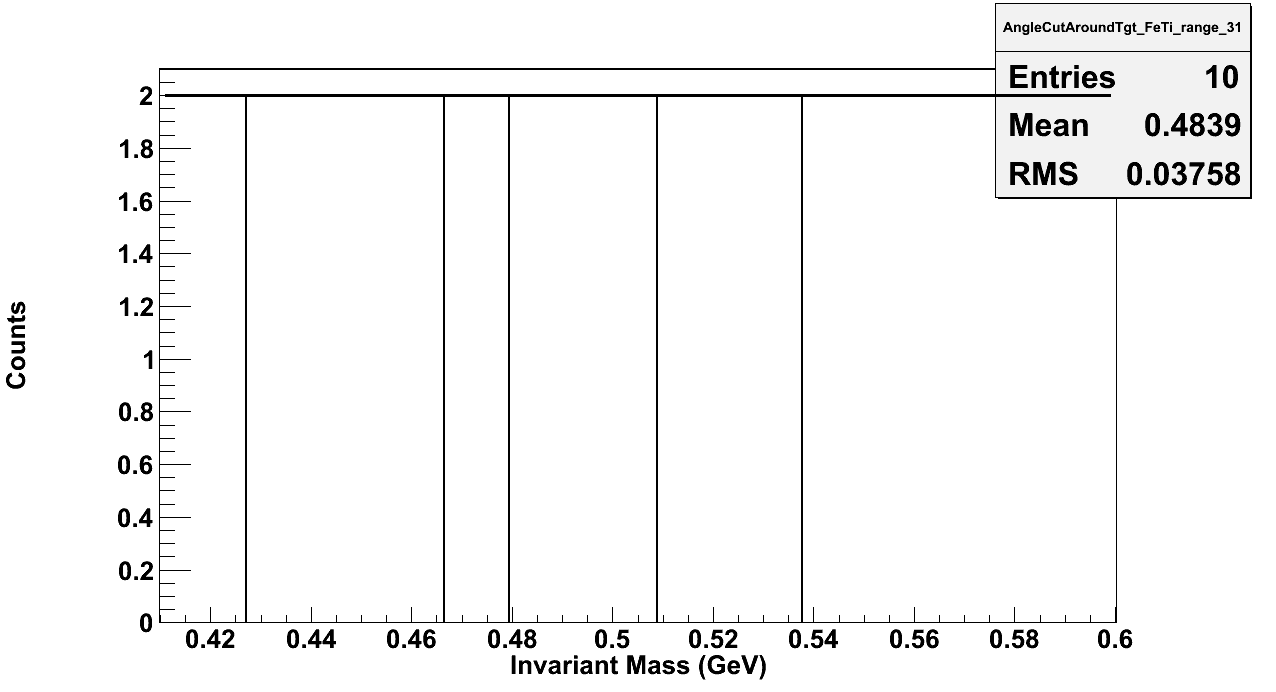 AngleCutAroundTgt_FeTi_range_31
Entries 10
Mean 0.4839
RMS 0.03758
2
1.8
1.6
1.4
1.2
1
0.8
0.6
0.4
0.2
0
Counts
0.42 0.44 0.46 0.48 0.5 0.52 0.54 0.56 0.58 0.6
Invariant Mass (GeV)